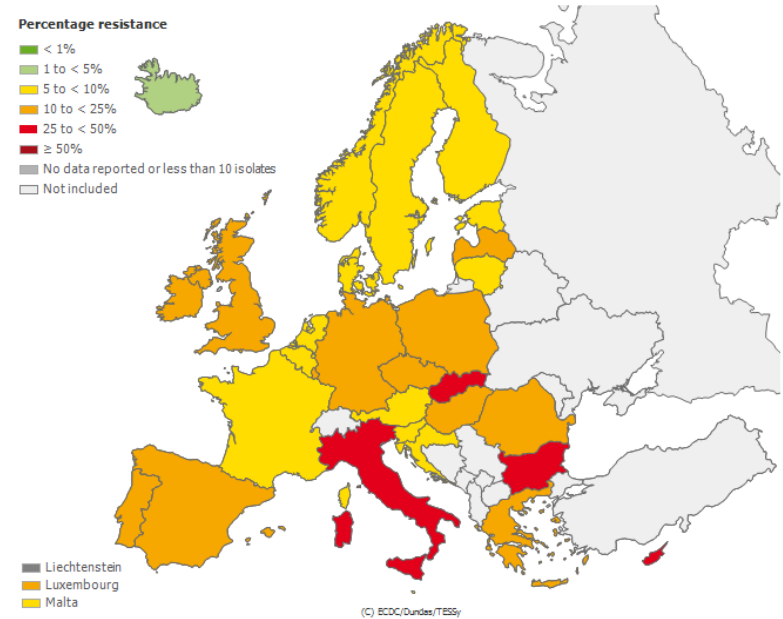 Percentage resistance
< 1%
1 to < 5%
5 to < 10%
10 to < 25%
25 to < 50%
≥ 50%
No data reported or less than 10 isolates
Not included
Liechtenstein
Luxembourg
Malta
(C) ECDC/Dundas/TESSy